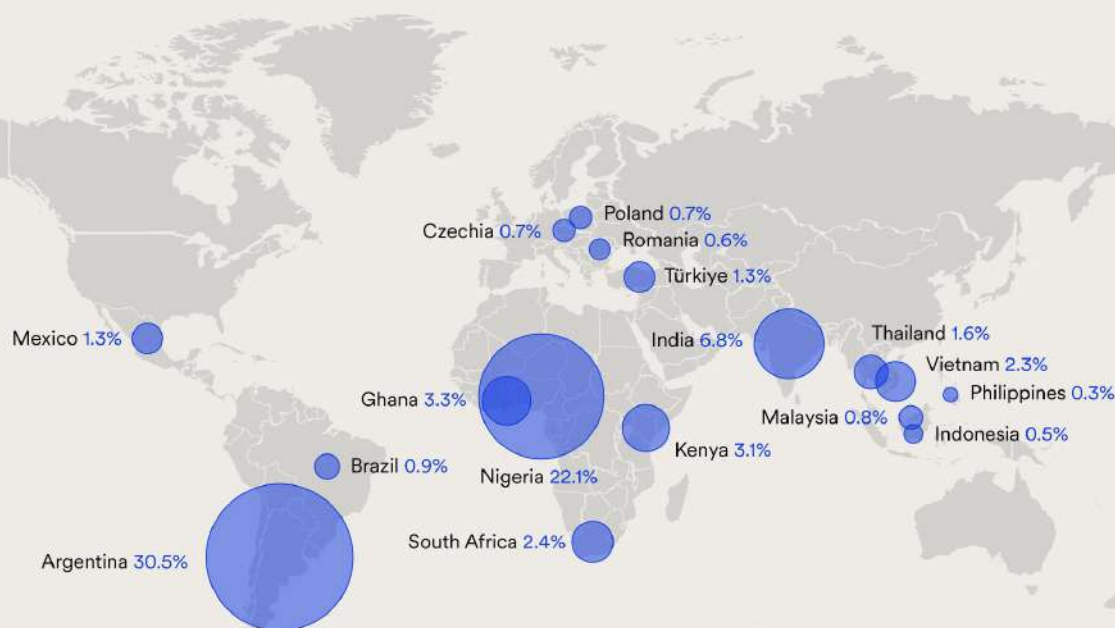 Poland 0.7%
Czechia 0.7%
Romania 0.6%
Türkiye 1.3%
Mexico 1.3%
India 6.8%
Thailand 1.6%
Vietnam 2.3%
Philippines 0.3%
Ghana 3.3%
Malaysia 0.8%
Indonesia 0.5%
Kenya 3.1%
Brazil 0.9%
Nigeria 22.1%
South Africa 2.4%
Argentina 30.5%